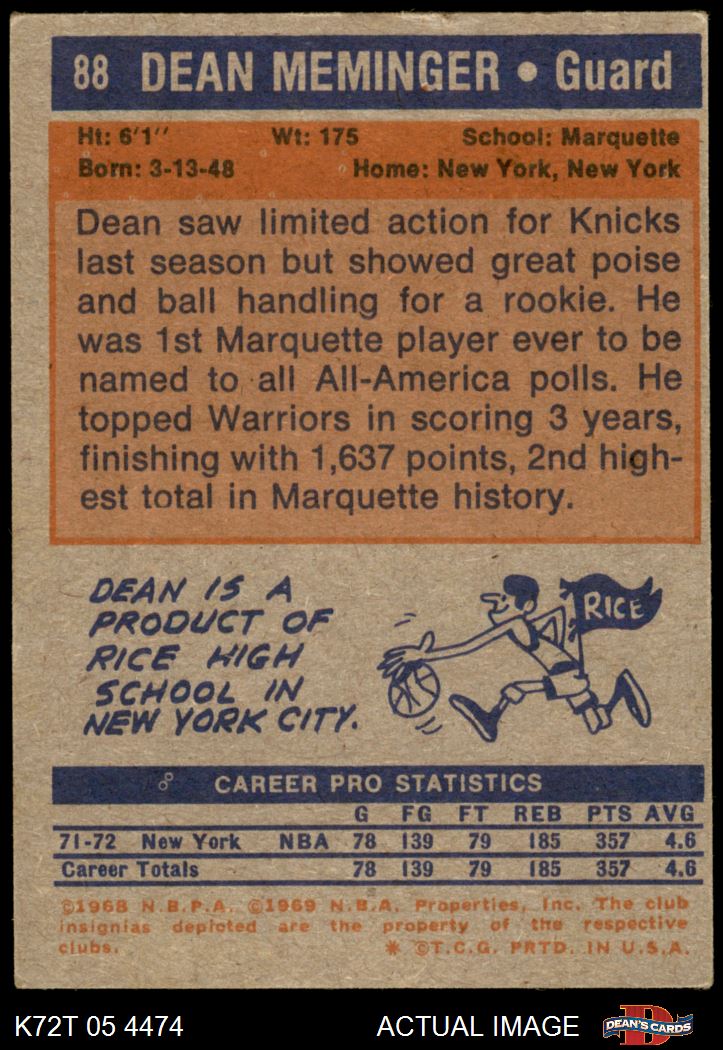 88 DEAN MEMINGER • Guard
Ht: 6'1'' Wt: 175 School: Marquette
Born: 3-13-48 Home: New York, New York
Dean saw limited action for Knicks
last season but showed great poise
and ball handling for a rookie. He
was 1st Marquette player ever to be
named to all All-America polls. He
topped Warriors in scoring 3 years,
finishing with 1,637 points, 2nd high-
est total in Marquette history.
DEAN IS A
PRODUCT OF
RICE HIGH
SCHOOL IN
NEW YORK CITY.
RICE
CAREER PRO STATISTICS
G FG FT REB PTS AVG
71-72 New York NBA 78 139 79 185 357 4.6
Career Totals 78 139 79 185 357 4.6
©1968 N.B.P.A. ©1969 N.B.A. Properties, Inc. The club
insignias depicted are the property of the respective
clubs. * ©T.C.G. PRTD. IN U.S.A.
K72T 05 4474 ACTUAL IMAGE
D
DEAN'S CARDS